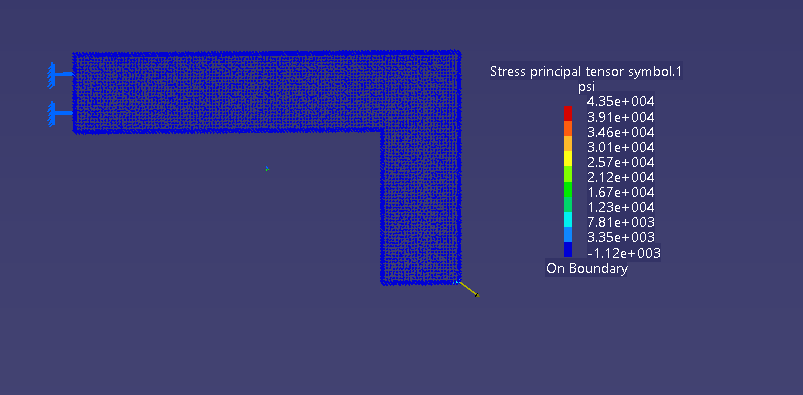 Stress principal tensor symbol.1
psi
4.35e+004
3.91e+004
3.46e+004
3.01e+004
2.57e+004
2.12e+004
1.67e+004
1.23e+004
7.81e+003
3.35e+003
-1.12e+003
On Boundary